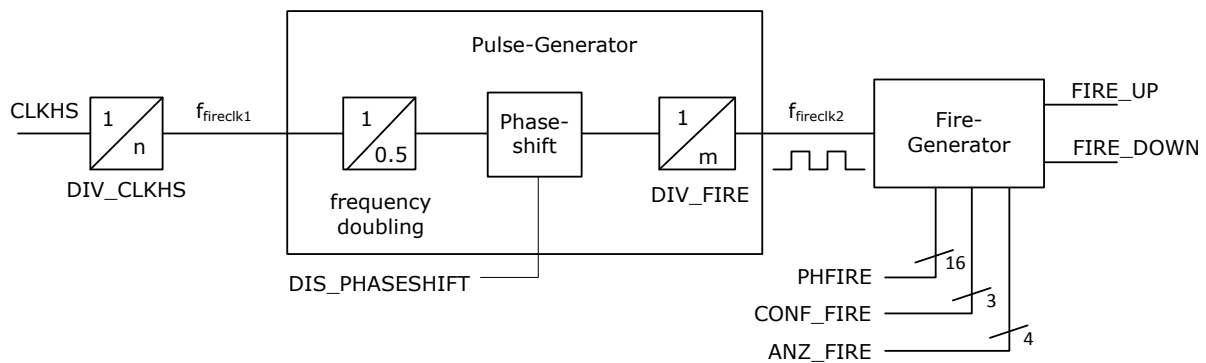 Pulse-Generator
CLKHS
1
n
DIV_CLKHS
ffireclk1
1
0.5
frequency
doubling
Phase-
shift
DIS_PHASESHIFT
1
m
DIV_FIRE
ffireclk2
Fire-
Generator
FIRE_UP
FIRE_DOWN
PHFIRE
16
CONF_FIRE
3
ANZ_FIRE
4